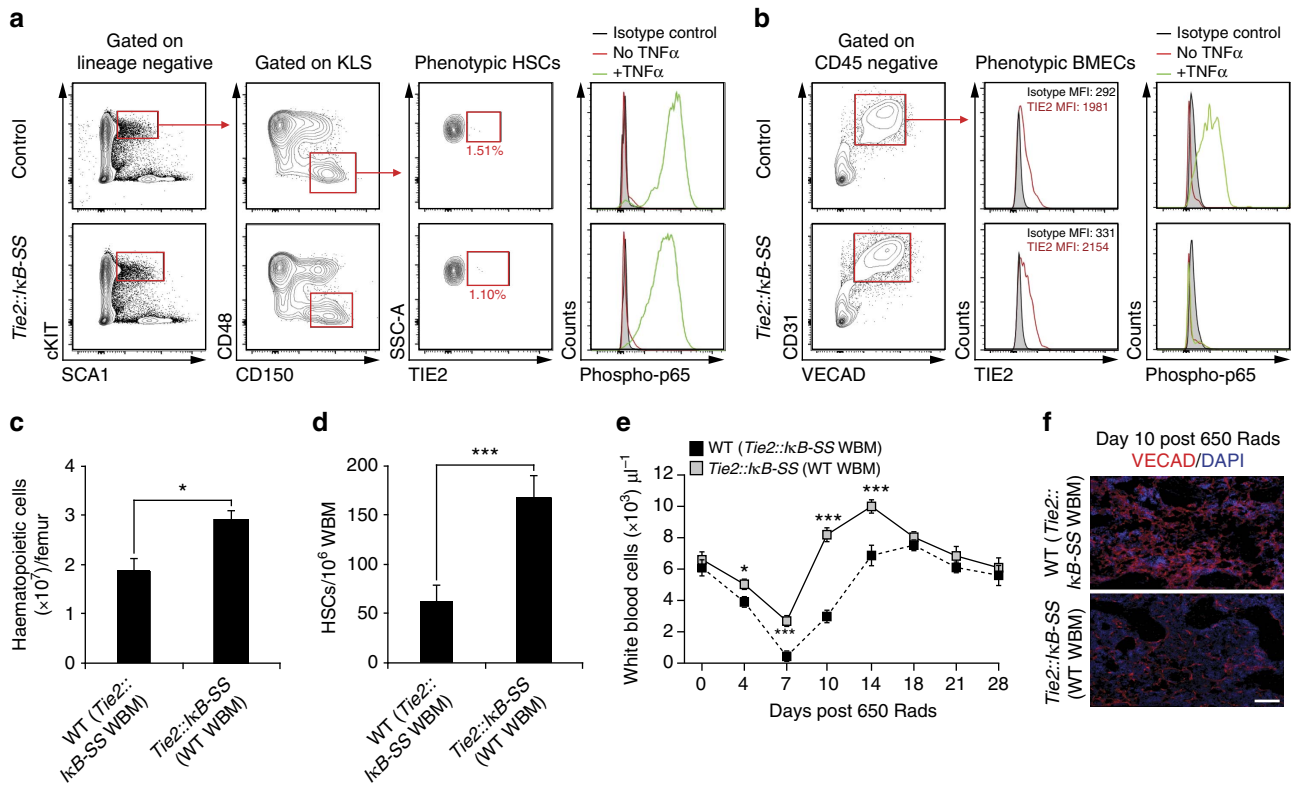 a
Gated on
lineage negative
Gated on KLS
Phenotypic HSCs
Isotype control
No TNFα
+TNFα
Control
1.51%
Tie2::IκB-SS
1.10%
cKIT
SCA1
CD48
CD150
SSC-A
TIE2
Counts
Phospho-p65
b
Gated on
CD45 negative
Phenotypic BMECs
Isotype control
No TNFα
+TNFα
Control
Isotype MFI: 292
TIE2 MFI: 1981
Tie2::IκB-SS
Isotype MFI: 331
TIE2 MFI: 2154
CD31
VECAD
Counts
TIE2
Counts
Phospho-p65
c
Haematopoietic cells
(×10⁷)/femur
4
3
2
1
0
*
WT (Tie2::
IκB-SS WBM)
Tie2::IκB-SS
(WT WBM)
d
HSCs/10⁶ WBM
200
150
100
50
0
***
WT (Tie2::
IκB-SS WBM)
Tie2::IκB-SS
(WT WBM)
e
WT (Tie2::IκB-SS WBM)
Tie2::IκB-SS (WT WBM)
White blood cells (×10³) μl⁻¹
12
10
8
6
4
2
0
*
***
***
***
0 4 7 10 14 18 21 28
Days post 650 Rads
f
Day 10 post 650 Rads
VECAD/DAPI
WT (Tie2::
IκB-SS WBM)
Tie2::IκB-SS
(WT WBM)